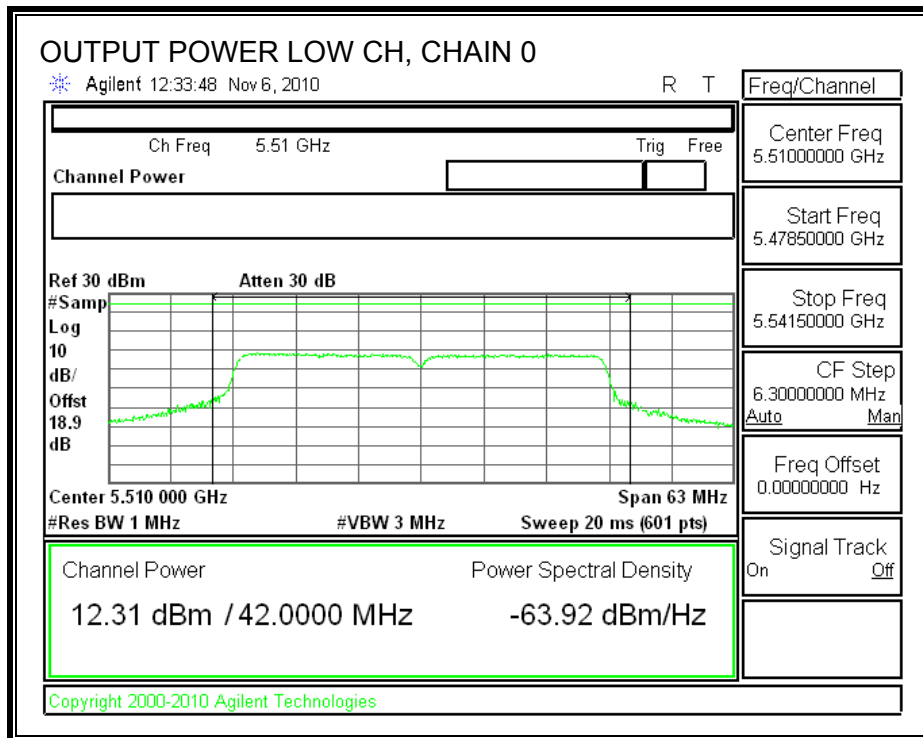 OUTPUT POWER LOW CH, CHAIN 0
Agilent 12:33:48 Nov 6, 2010 R T
Freq/Channel
Ch Freq 5.51 GHz Trig Free
Channel Power
Center Freq
5.51000000 GHz
Start Freq
5.47850000 GHz
Stop Freq
5.54150000 GHz
CF Step
6.30000000 MHz
Auto Man
Freq Offset
0.00000000 Hz
Signal Track
On Off
Ref 30 dBm Atten 30 dB
#Samp
Log
10
dB/
Offst
18.9
dB
Center 5.510 000 GHz Span 63 MHz
#Res BW 1 MHz #VBW 3 MHz Sweep 20 ms (601 pts)
Channel Power Power Spectral Density
12.31 dBm / 42.0000 MHz -63.92 dBm/Hz
Copyright 2000-2010 Agilent Technologies